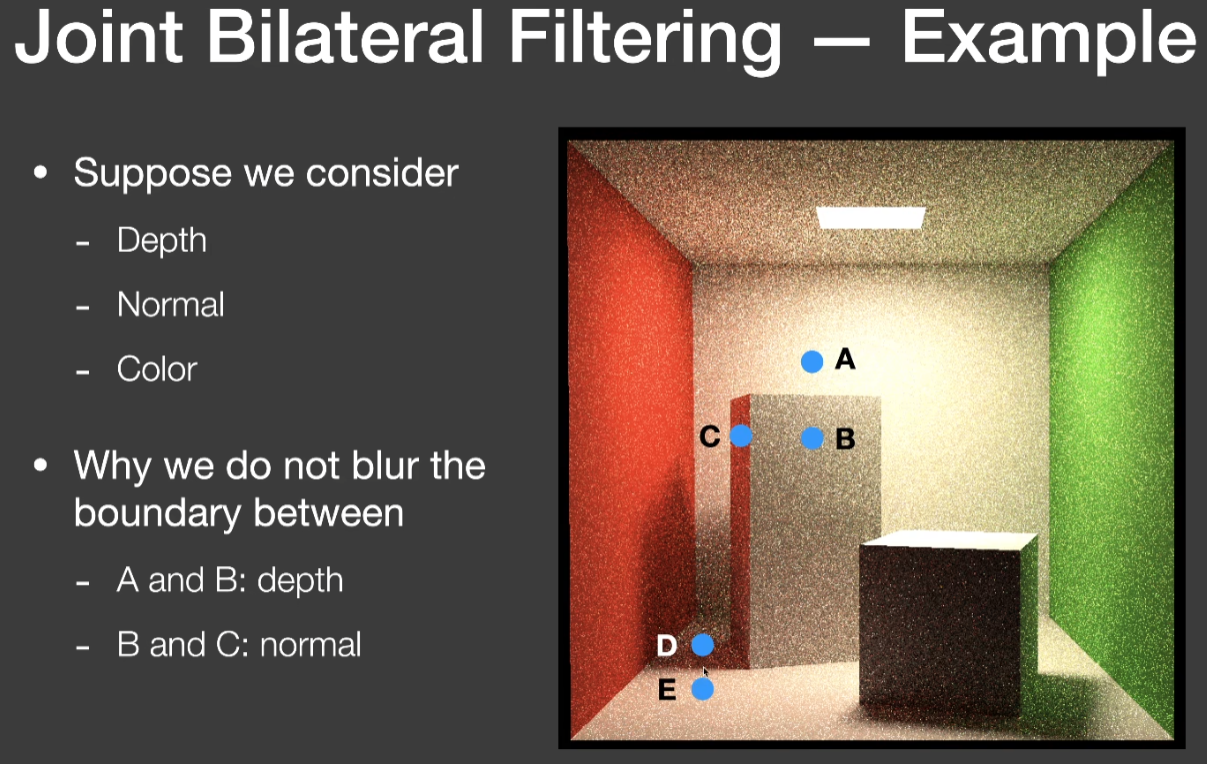 Joint Bilateral Filtering — Example
• Suppose we consider
- Depth
- Normal
- Color
• Why we do not blur the
boundary between
- A and B: depth
- B and C: normal
A
C
B
D
E